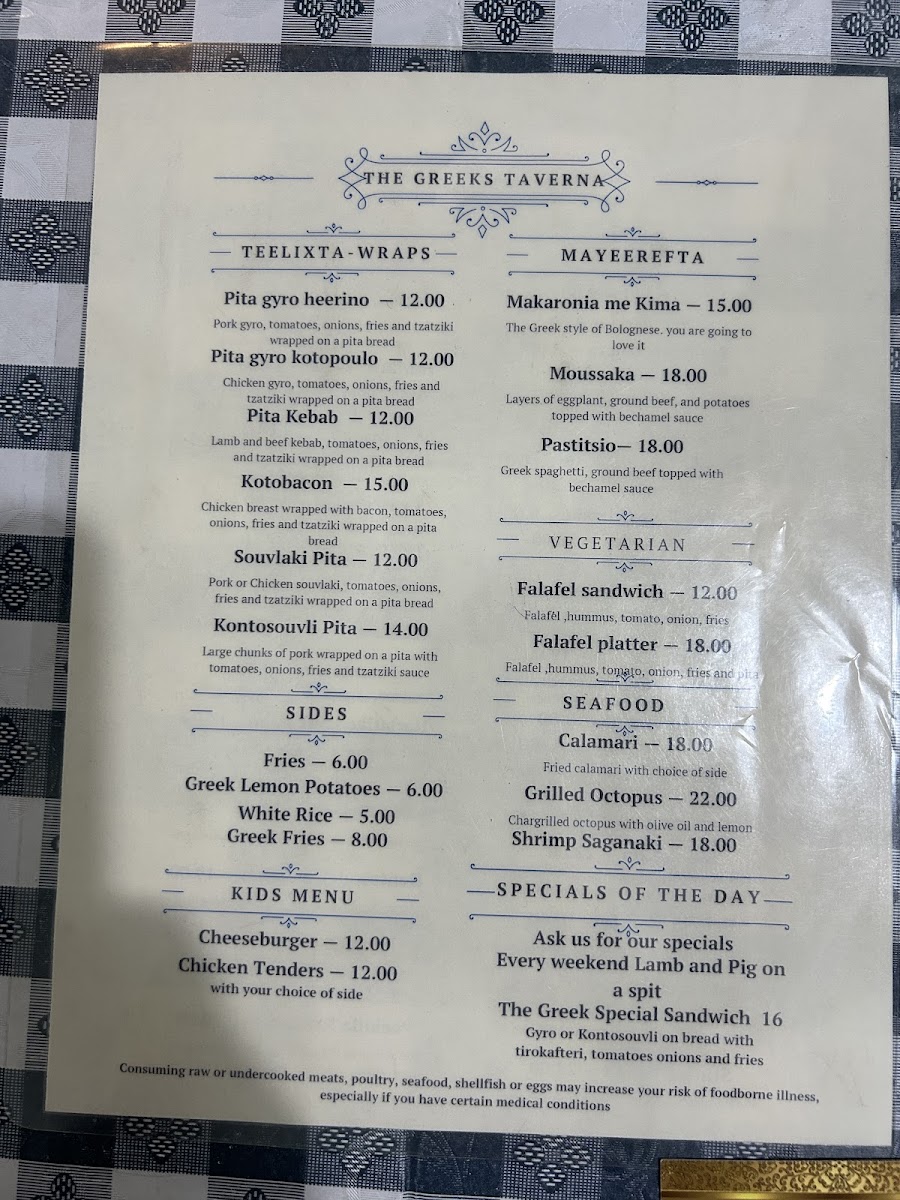 THE GREEKS TAVERNA
TEELIXTA-WRAPS
Pita gyro heerino — 12.00
Pork gyro, tomatoes, onions, fries and tzatziki
wrapped on a pita bread
Pita gyro kotopoulo — 12.00
Chicken gyro, tomatoes, onions, fries and
tzatziki wrapped on a pita bread
Pita Kebab — 12.00
Lamb and beef kebab, tomatoes, onions, fries
and tzatziki wrapped on a pita bread
Kotobacon — 15.00
Chicken breast wrapped with bacon, tomatoes,
onions, fries and tzatziki wrapped on a pita
bread
Souvlaki Pita — 12.00
Pork or Chicken souvlaki, tomatoes, onions,
fries and tzatziki wrapped on a pita bread
Kontosouvli Pita — 14.00
Large chunks of pork wrapped on a pita with
tomatoes, onions, fries and tzatziki sauce
SIDES
Fries — 6.00
Greek Lemon Potatoes — 6.00
White Rice — 5.00
Greek Fries — 8.00
KIDS MENU
Cheeseburger — 12.00
Chicken Tenders — 12.00
with your choice of side
MAYEEREFTA
Makaronia me Kima — 15.00
The Greek style of Bolognese. you are going to
love it
Moussaka — 18.00
Layers of eggplant, ground beef, and potatoes
topped with bechamel sauce
Pastitsio— 18.00
Greek spaghetti, ground beef topped with
bechamel sauce
VEGETARIAN
Falafel sandwich — 12.00
Falafel ,hummus, tomato, onion, fries
Falafel platter — 18.00
Falafel ,hummus, tomato, onion, fries and pita
SEAFOOD
Calamari — 18.00
Fried calamari with choice of side
Grilled Octopus — 22.00
Chargrilled octopus with olive oil and lemon
Shrimp Saganaki — 18.00
SPECIALS OF THE DAY
Ask us for our specials
Every weekend Lamb and Pig on
a spit
The Greek Special Sandwich 16
Gyro or Kontosouvli on bread with
tirokafteri, tomatoes onions and fries
Consuming raw or undercooked meats, poultry, seafood, shellfish or eggs may increase your risk of foodborne illness,
especially if you have certain medical conditions